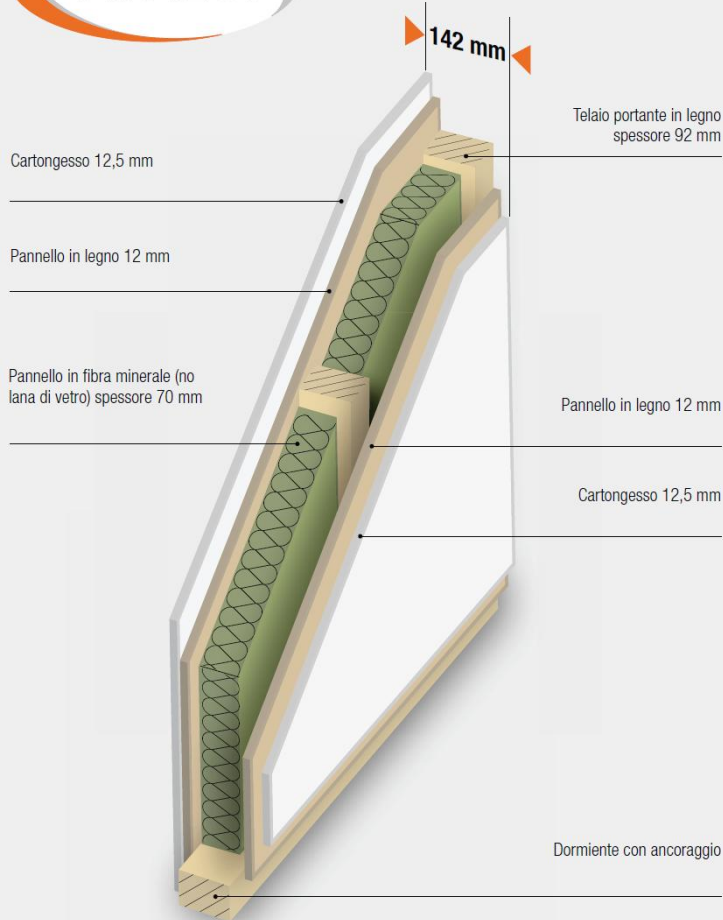 142 mm
Telaio portante in legno
spessore 92 mm
Cartongesso 12,5 mm
Pannello in legno 12 mm
Pannello in fibra minerale (no
lana di vetro) spessore 70 mm
Pannello in legno 12 mm
Cartongesso 12,5 mm
Dormiente con ancoraggio